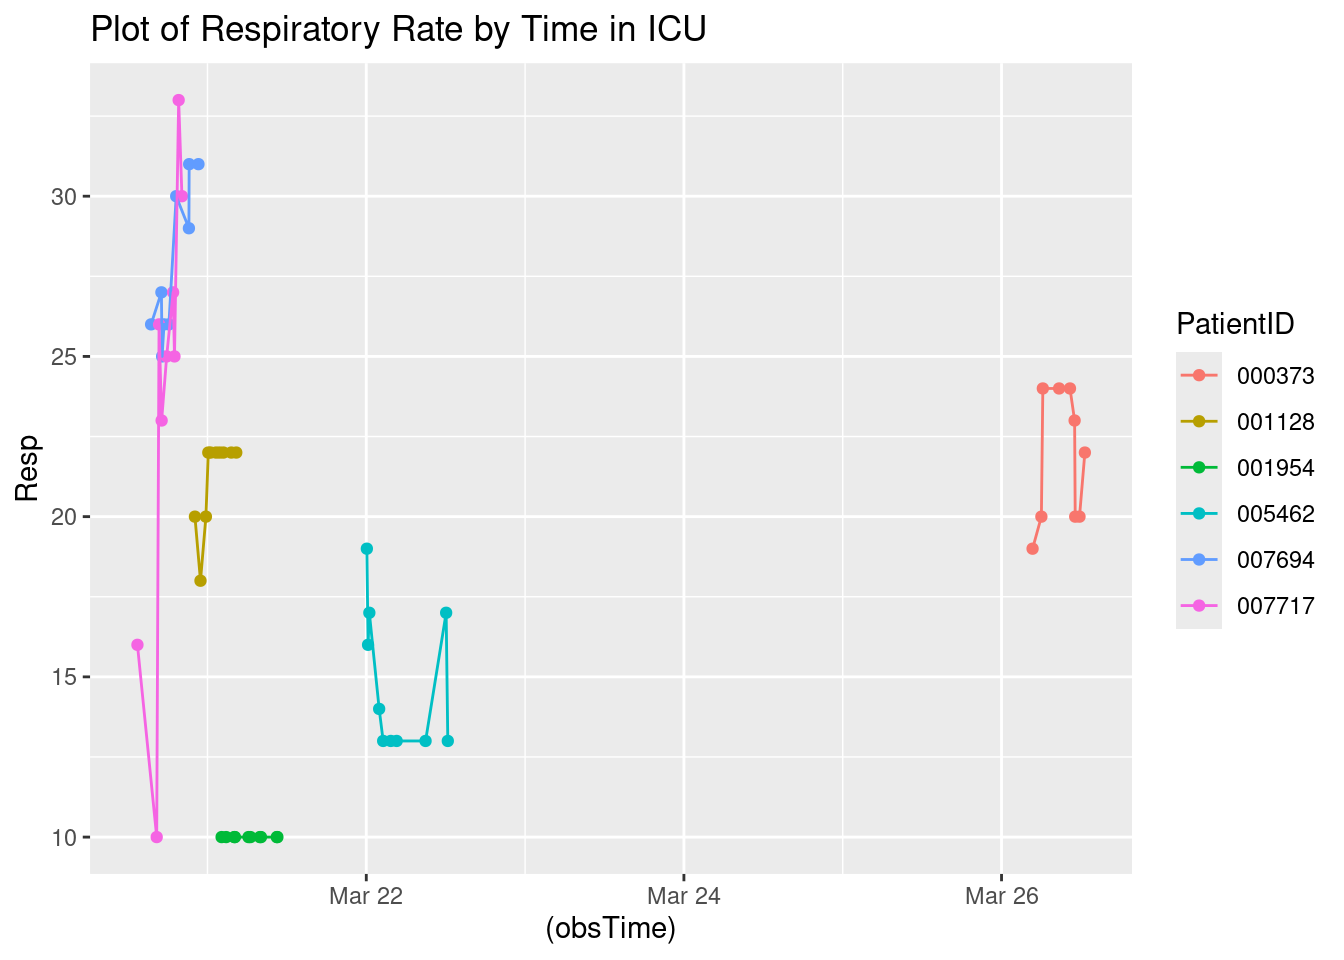 Plot of Respiratory Rate by Time in ICU
30
25
20
15
10
Resp
Mar 22
Mar 24
Mar 26
(obsTime)
PatientID
000373
001128
001954
005462
007694
007717